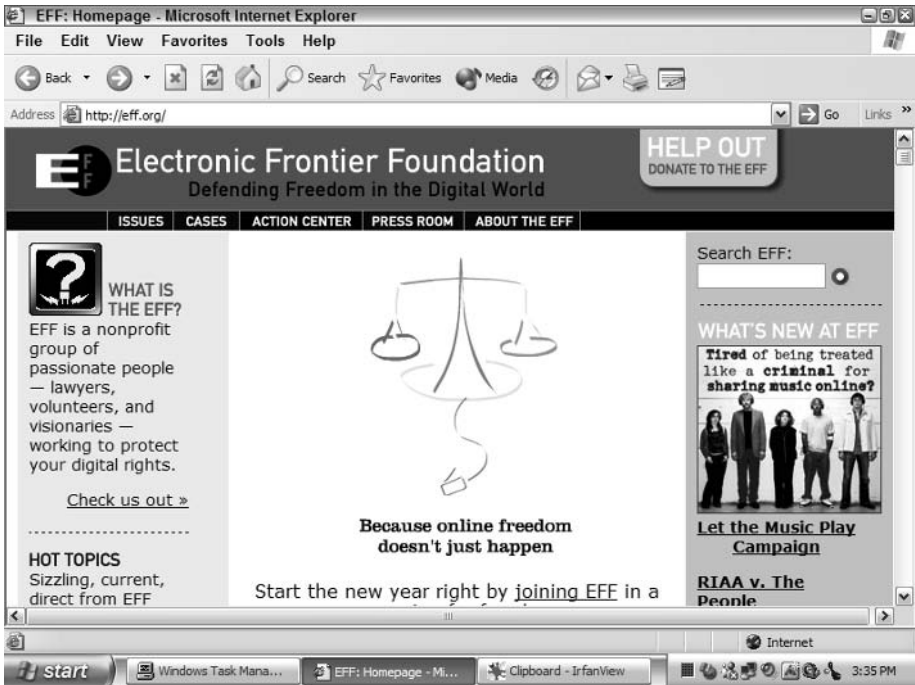 EFF: Homepage - Microsoft Internet Explorer
File Edit View Favorites Tools Help
Back Search Favorites Media
Address http://eff.org/ Go Links »
E F F Electronic Frontier Foundation
Defending Freedom in the Digital World
HELP OUT
DONATE TO THE EFF
ISSUES CASES ACTION CENTER PRESS ROOM ABOUT THE EFF
?
WHAT IS
THE EFF?
EFF is a nonprofit
group of
passionate people
— lawyers,
volunteers, and
visionaries —
working to protect
your digital rights.
Check us out »
HOT TOPICS
Sizzling, current,
direct from EFF
Because online freedom
doesn't just happen
Start the new year right by joining EFF in a
Search EFF:
WHAT'S NEW AT EFF
Tired of being treated
like a criminal for
sharing music online?
Let the Music Play
Campaign
RIAA v. The
People
Internet
start Windows Task Mana... EFF: Homepage - Mi... Clipboard - IrfanView 3:35 PM